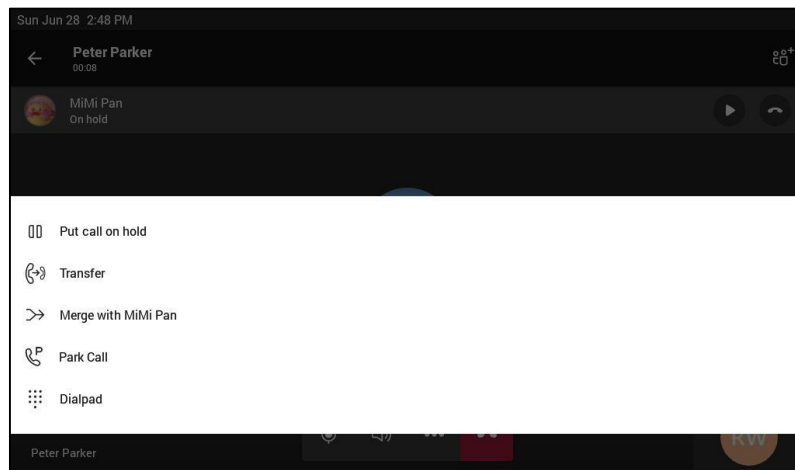 Sun Jun 28 2:48 PM
Peter Parker
00:08
MiMi Pan
On hold
Put call on hold
Transfer
Merge with MiMi Pan
P
Park Call
Dialpad
Peter Parker
RW